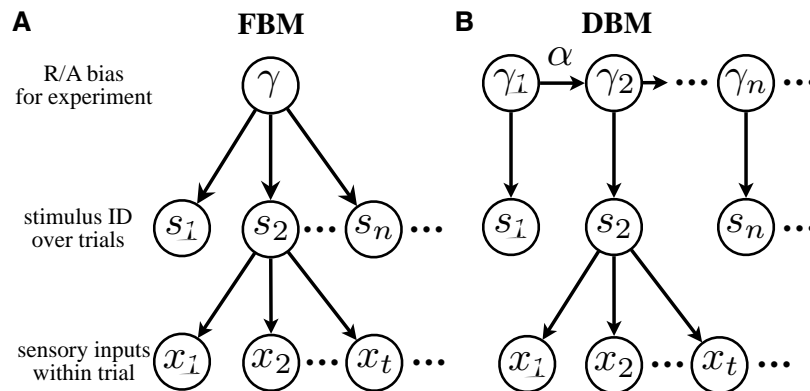 A FBM
R/A bias
for experiment
γ
stimulus ID
over trials
s₁ s₂ ... sₙ ...
sensory inputs
within trial
x₁ x₂ ... xₜ ...
B DBM
γ₁ α γ₂ ... γₙ ...
s₁ s₂ sₙ ...
x₁ x₂ ... xₜ ...